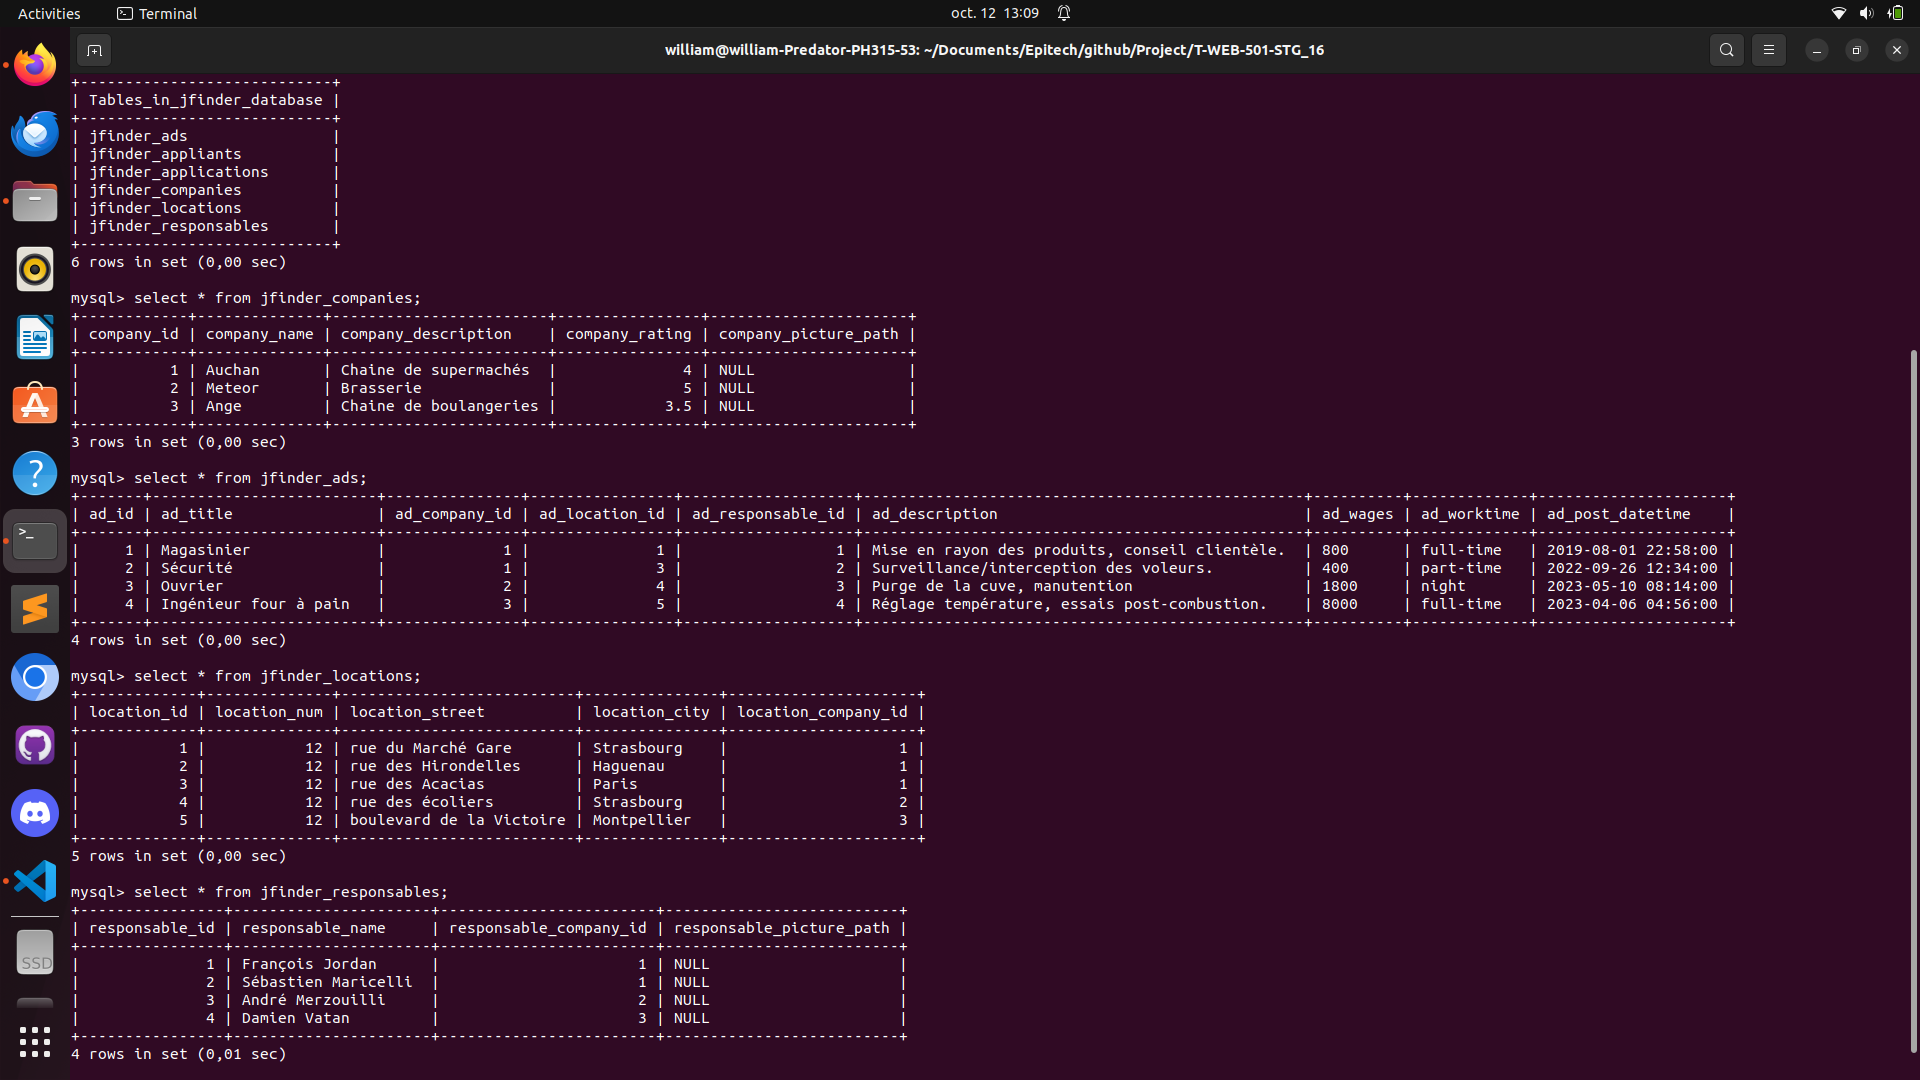 Activities Terminal oct. 12 13:09
william@william-Predator-PH315-53: ~/Documents/Epitech/github/Project/T-WEB-501-STG_16
+----------------------------+
| Tables_in_jfinder_database |
+----------------------------+
| jfinder_ads                |
| jfinder_appliants          |
| jfinder_applications       |
| jfinder_companies          |
| jfinder_locations          |
| jfinder_responsables       |
+----------------------------+
6 rows in set (0,00 sec)
mysql> select * from jfinder_companies;
+------------+--------------+------------------------+----------------+----------------------+
| company_id | company_name | company_description    | company_rating | company_picture_path |
+------------+--------------+------------------------+----------------+----------------------+
|          1 | Auchan       | Chaine de supermachés  |              4 | NULL                 |
|          2 | Meteor       | Brasserie              |              5 | NULL                 |
|          3 | Ange         | Chaine de boulangeries |            3.5 | NULL                 |
+------------+--------------+------------------------+----------------+----------------------+
3 rows in set (0,00 sec)
mysql> select * from jfinder_ads;
+-------+-------------------------+---------------+----------------+-------------------+-------------------------------------------------+----------+-------------+---------------------+
| ad_id | ad_title                | ad_company_id | ad_location_id | ad_responsable_id | ad_description                                  | ad_wages | ad_worktime | ad_post_datetime    |
+-------+-------------------------+---------------+----------------+-------------------+-------------------------------------------------+----------+-------------+---------------------+
|     1 | Magasinier              |             1 |              1 |                 1 | Mise en rayon des produits, conseil clientèle.  | 800      | full-time   | 2019-08-01 22:58:00 |
|     2 | Sécurité                |             1 |              3 |                 2 | Surveillance/interception des voleurs.          | 400      | part-time   | 2022-09-26 12:34:00 |
|     3 | Ouvrier                 |             2 |              4 |                 3 | Purge de la cuve, manutention                   | 1800     | night       | 2023-05-10 08:14:00 |
|     4 | Ingénieur four à pain   |             3 |              5 |                 4 | Réglage température, essais post-combustion.    | 8000     | full-time   | 2023-04-06 04:56:00 |
+-------+-------------------------+---------------+----------------+-------------------+-------------------------------------------------+----------+-------------+---------------------+
4 rows in set (0,00 sec)
mysql> select * from jfinder_locations;
+-------------+--------------+--------------------------+---------------+---------------------+
| location_id | location_num | location_street          | location_city | location_company_id |
+-------------+--------------+--------------------------+---------------+---------------------+
|           1 |           12 | rue du Marché Gare       | Strasbourg    |                   1 |
|           2 |           12 | rue des Hirondelles      | Haguenau      |                   1 |
|           3 |           12 | rue des Acacias          | Paris         |                   1 |
|           4 |           12 | rue des écoliers         | Strasbourg    |                   2 |
|           5 |           12 | boulevard de la Victoire | Montpellier   |                   3 |
+-------------+--------------+--------------------------+---------------+---------------------+
5 rows in set (0,00 sec)
mysql> select * from jfinder_responsables;
+----------------+----------------------+------------------------+--------------------------+
| responsable_id | responsable_name     | responsable_company_id | responsable_picture_path |
+----------------+----------------------+------------------------+--------------------------+
|              1 | François Jordan      |                      1 | NULL                     |
|              2 | Sébastien Maricelli  |                      1 | NULL                     |
|              3 | André Merzouilli     |                      2 | NULL                     |
|              4 | Damien Vatan         |                      3 | NULL                     |
+----------------+----------------------+------------------------+--------------------------+
4 rows in set (0,01 sec)
SSD